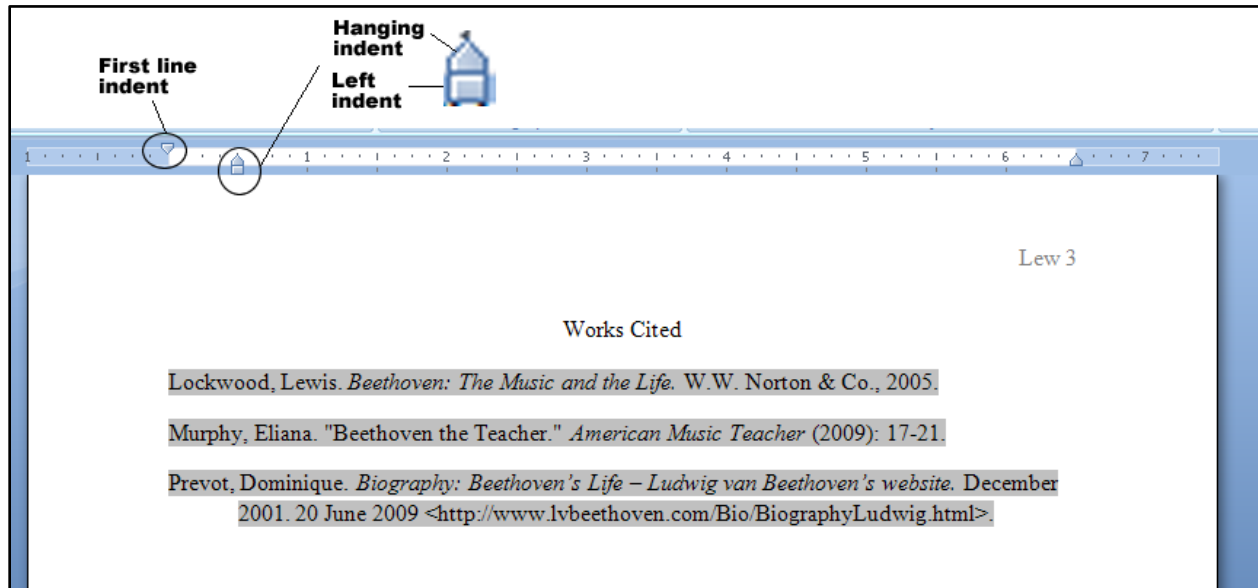 Hanging
indent
First line
indent
Left
indent
1 1 2 3 4 5 6 7
Lew 3
Works Cited
Lockwood, Lewis. Beethoven: The Music and the Life. W.W. Norton & Co., 2005.
Murphy, Eliana. "Beethoven the Teacher." American Music Teacher (2009): 17-21.
Prevot, Dominique. Biography: Beethoven’s Life – Ludwig van Beethoven’s website. December
2001. 20 June 2009 <http://www.lvbeethoven.com/Bio/BiographyLudwig.html>.